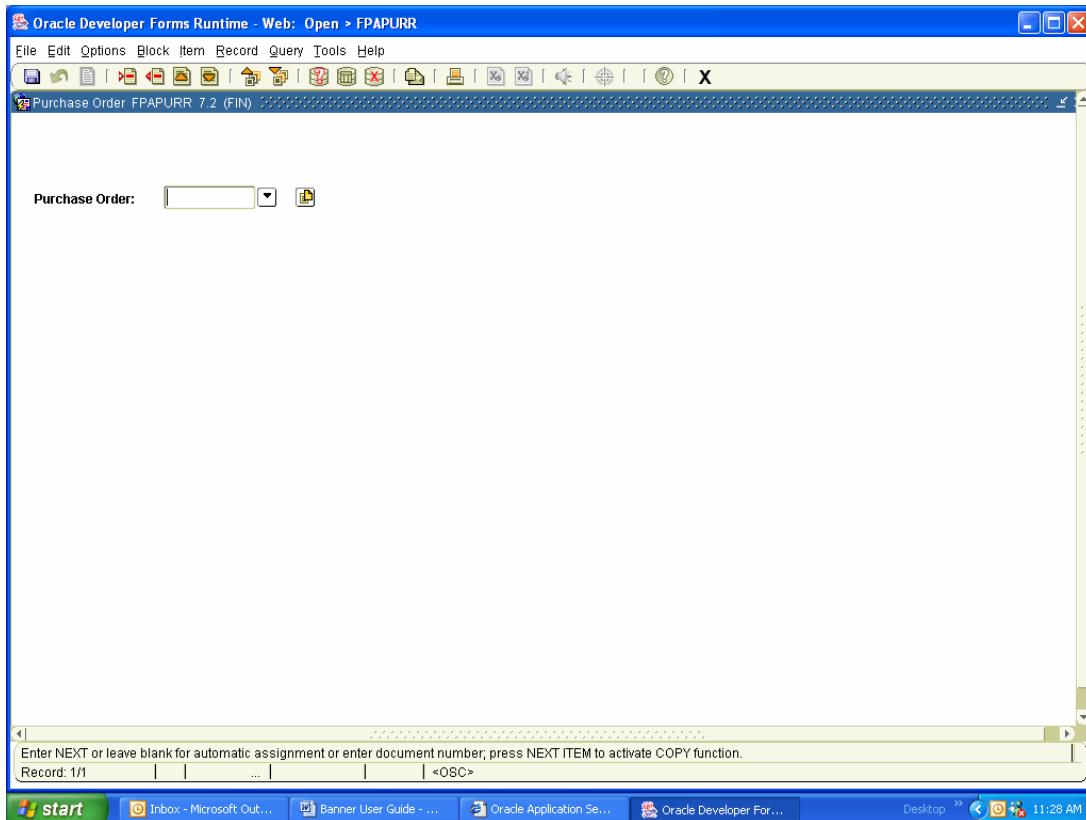 Oracle Developer Forms Runtime - Web: Open > FPAPURR
File Edit Options Block Item Record Query Tools Help
Purchase Order FPAPURR 7.2 (FIN)
Purchase Order:
Enter NEXT or leave blank for automatic assignment or enter document number; press NEXT ITEM to activate COPY function.
Record: 1/1 ... <OSC>
start Inbox - Microsoft Out... Banner User Guide - ... Oracle Application Se... Oracle Developer For... Desktop » 11:28 AM